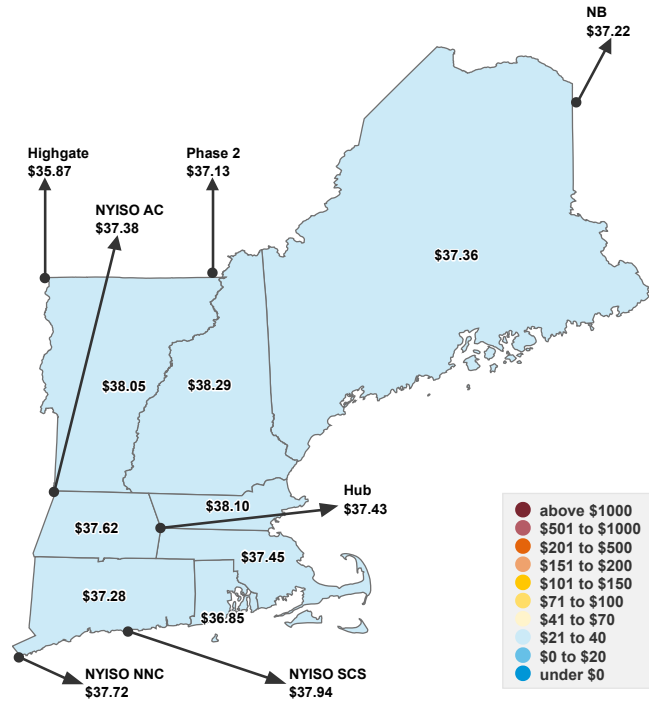 NB
$37.22
Highgate
$35.87
Phase 2
$37.13
NYISO AC
$37.38
$37.36
$38.05
$38.29
Hub
$37.43
$38.10
$37.62
$37.45
$37.28
$36.85
NYISO NNC
$37.72
NYISO SCS
$37.94
above $1000
$501 to $1000
$201 to $500
$151 to $200
$101 to $150
$71 to $100
$41 to $70
$21 to 40
$0 to $20
under $0